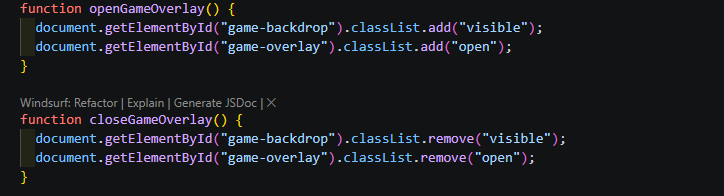 function openGameOverlay() {
  document.getElementById("game-backdrop").classList.add("visible");
  document.getElementById("game-overlay").classList.add("open");
}
Windsurf: Refactor | Explain | Generate JSDoc | ×
function closeGameOverlay() {
  document.getElementById("game-backdrop").classList.remove("visible");
  document.getElementById("game-overlay").classList.remove("open");
}